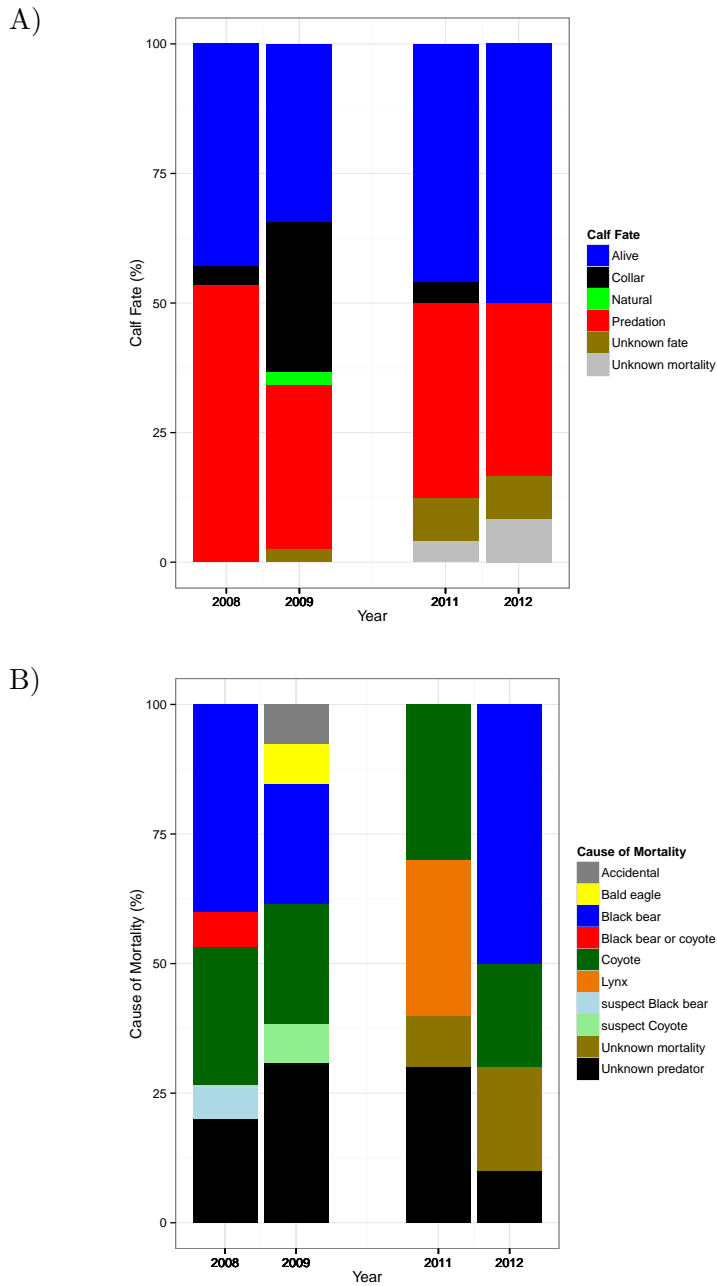 A)
100
75
50
25
0
Calf Fate (%)
2008
2009
2011
2012
Year
Calf Fate
Alive
Collar
Natural
Predation
Unknown fate
Unknown mortality
B)
100
75
50
25
0
Cause of Mortality (%)
2008
2009
2011
2012
Year
Cause of Mortality
Accidental
Bald eagle
Black bear
Black bear or coyote
Coyote
Lynx
suspect Black bear
suspect Coyote
Unknown mortality
Unknown predator